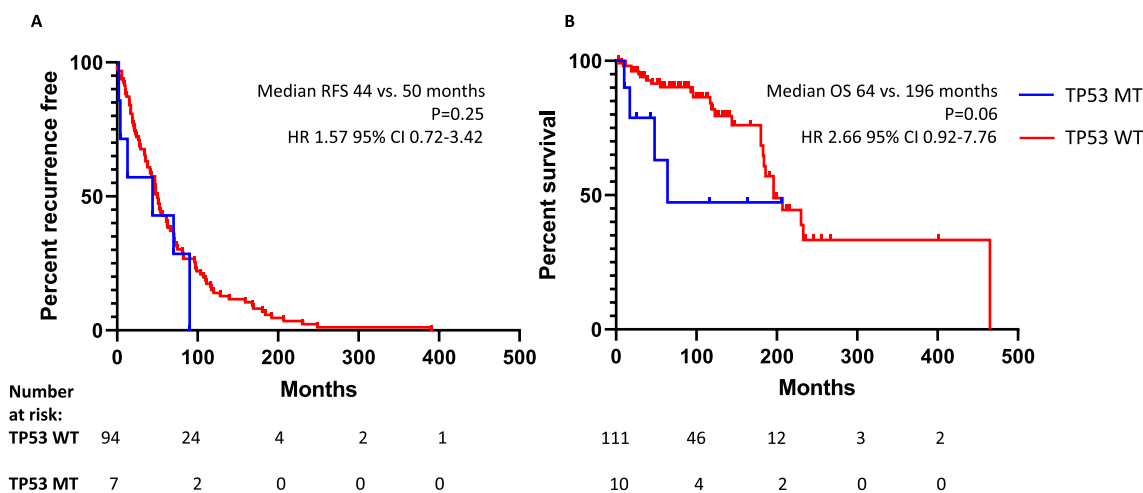 A
Percent recurrence free
100
50
0
Median RFS 44 vs. 50 months
P=0.25
HR 1.57 95% CI 0.72-3.42
0 100 200 300 400 500
Months
B
Percent survival
100
50
0
Median OS 64 vs. 196 months
P=0.06
HR 2.66 95% CI 0.92-7.76
TP53 MT
TP53 WT
0 100 200 300 400 500
Months
Number
at risk:
TP53 WT 94 24 4 2 1 111 46 12 3 2
TP53 MT 7 2 0 0 0 10 4 2 0 0